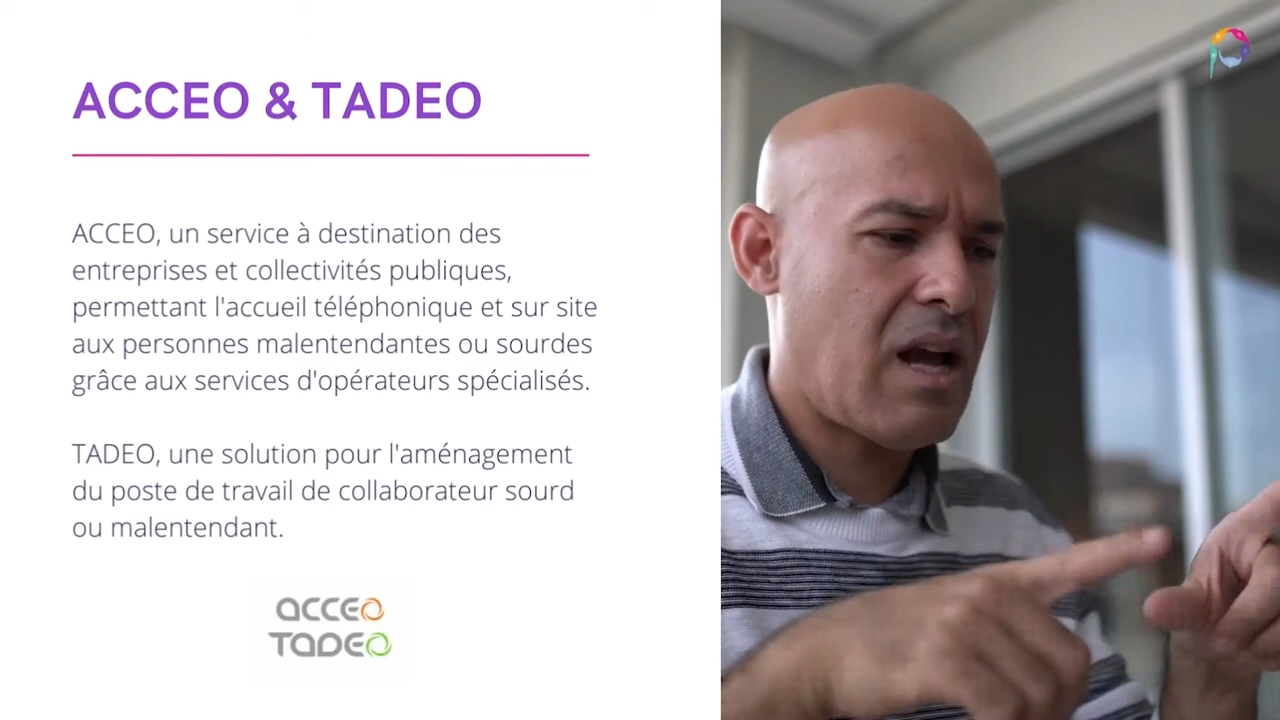 ACCEO & TADEO
ACCEO, un service à destination des
entreprises et collectivités publiques,
permettant l'accueil téléphonique et sur site
aux personnes malentendantes ou sourdes
grâce aux services d'opérateurs spécialisés.
TADEO, une solution pour l'aménagement
du poste de travail de collaborateur sourd
ou malentendant.
ACCEO
TADEO